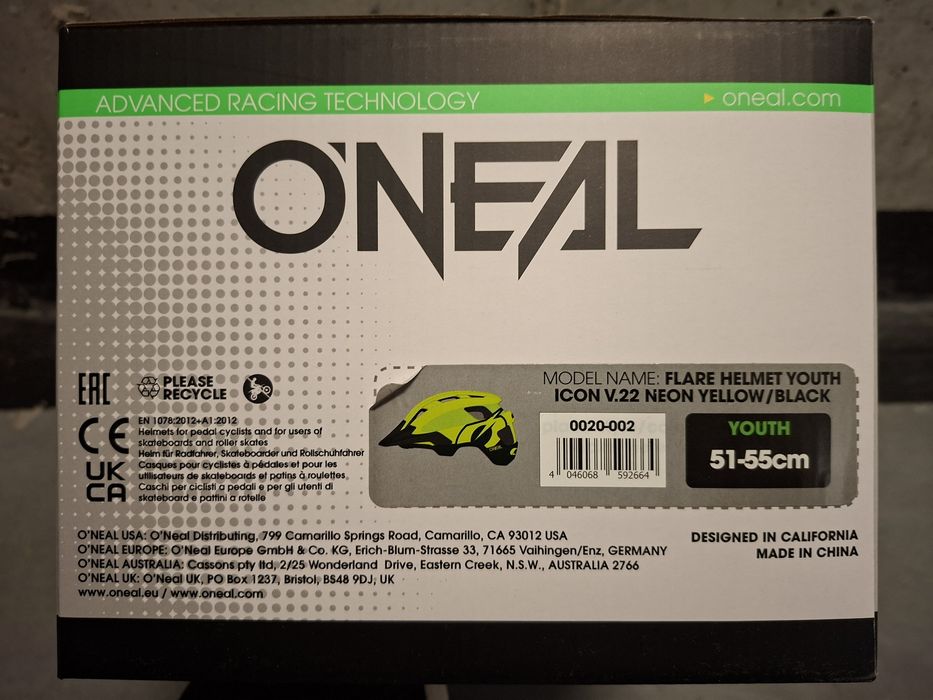 ADVANCED RACING TECHNOLOGY
oneal.com
O'NEAL
EAC
PLEASE
RECYCLE
CE
UK
CA
EN 1078:2012+A1:2012
Helmets for pedal cyclists and for users of
skateboards and roller skates
Helm für Radfahrer, Skateboarder und Rollschuhfahrer
Casques pour cyclistes à pédales et pour les
utilisateurs de skateboards et patins à roulettes
Caschi per ciclisti a pedali e per gli utenti di
skateboard e pattini a rotelle
MODEL NAME: FLARE HELMET YOUTH
ICON V.22 NEON YELLOW/BLACK
0020-002
4 046068 592664
YOUTH
51-55cm
O'NEAL USA: O'Neal Distributing, 799 Camarillo Springs Road, Camarillo, CA 93012 USA
O'NEAL EUROPE: O'Neal Europe GmbH & Co. KG, Erich-Blum-Strasse 33, 71665 Vaihingen/Enz, GERMANY
O'NEAL AUSTRALIA: Cassons pty ltd, 2/25 Wonderland Drive, Eastern Creek, N.S.W., AUSTRALIA 2766
O'NEAL UK: O'Neal UK, PO Box 1237, Bristol, BS48 9DJ, UK
www.oneal.eu / www.oneal.com
DESIGNED IN CALIFORNIA
MADE IN CHINA